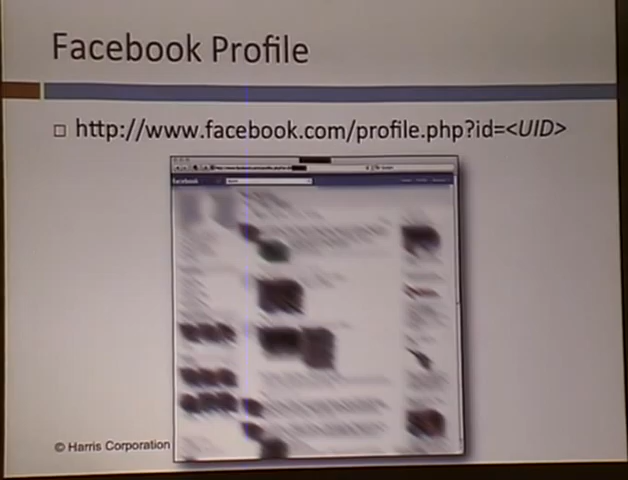 Facebook Profile
□ http://www.facebook.com/profile.php?id=<UID>
facebook
© Harris Corporation